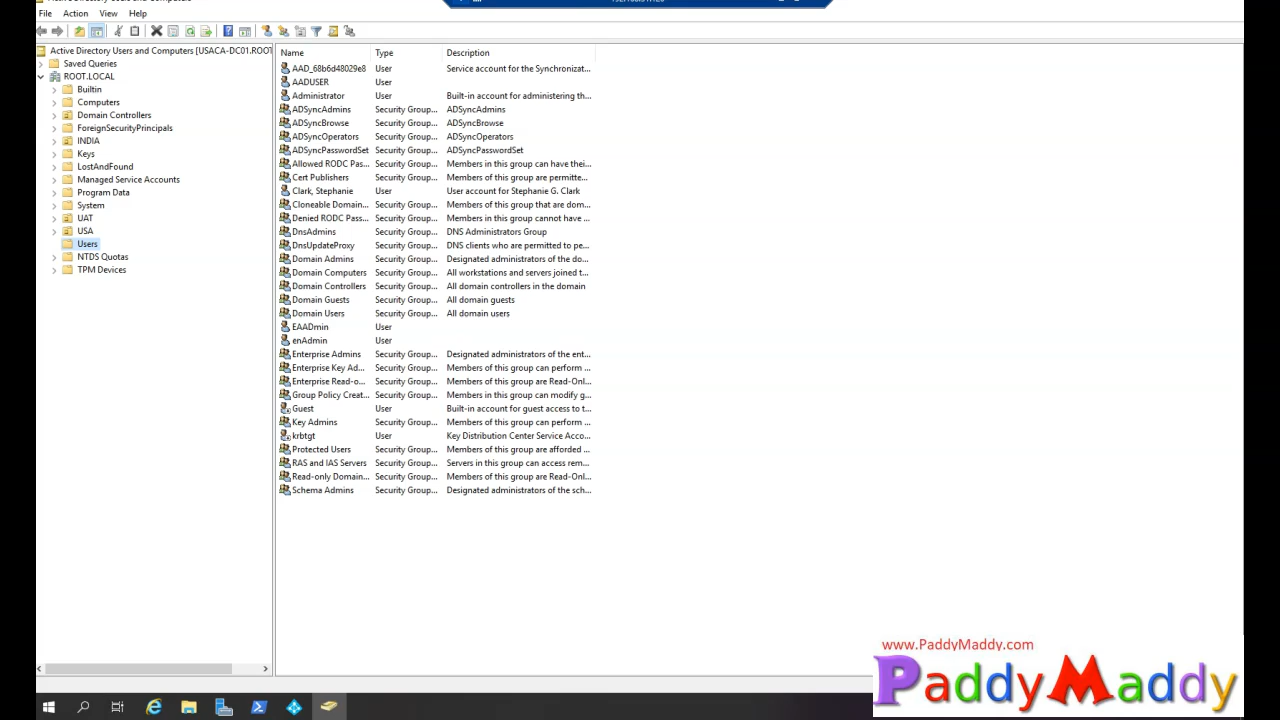 File Action View Help
Active Directory Users and Computers [USACA-DC01.ROOT
Saved Queries
ROOT.LOCAL
Builtin
Computers
Domain Controllers
ForeignSecurityPrincipals
INDIA
Keys
LostAndFound
Managed Service Accounts
Program Data
System
UAT
USA
Users
NTDS Quotas
TPM Devices
Name Type Description
AAD_68b6d48029e8 User Service account for the Synchronizat...
AADUSER User
Administrator User Built-in account for administering th...
ADSyncAdmins Security Group... ADSyncAdmins
ADSyncBrowse Security Group... ADSyncBrowse
ADSyncOperators Security Group... ADSyncOperators
ADSyncPasswordSet Security Group... ADSyncPasswordSet
Allowed RODC Pas... Security Group... Members in this group can have thei...
Cert Publishers Security Group... Members of this group are permitte...
Clark, Stephanie User User account for Stephanie G. Clark
Cloneable Domain... Security Group... Members of this group that are dom...
Denied RODC Pass... Security Group... Members in this group cannot have ...
DnsAdmins Security Group... DNS Administrators Group
DnsUpdateProxy Security Group... DNS clients who are permitted to pe...
Domain Admins Security Group... Designated administrators of the do...
Domain Computers Security Group... All workstations and servers joined t...
Domain Controllers Security Group... All domain controllers in the domain
Domain Guests Security Group... All domain guests
Domain Users Security Group... All domain users
EAADmin User
enAdmin User
Enterprise Admins Security Group... Designated administrators of the ent...
Enterprise Key Ad... Security Group... Members of this group can perform ...
Enterprise Read-o... Security Group... Members of this group are Read-Onl...
Group Policy Creat... Security Group... Members in this group can modify g...
Guest User Built-in account for guest access to t...
Key Admins Security Group... Members of this group can perform ...
krbtgt User Key Distribution Center Service Acco...
Protected Users Security Group... Members of this group are afforded ...
RAS and IAS Servers Security Group... Servers in this group can access rem...
Read-only Domain... Security Group... Members of this group are Read-Onl...
Schema Admins Security Group... Designated administrators of the sch...
www.PaddyMaddy.com
PaddyMaddy